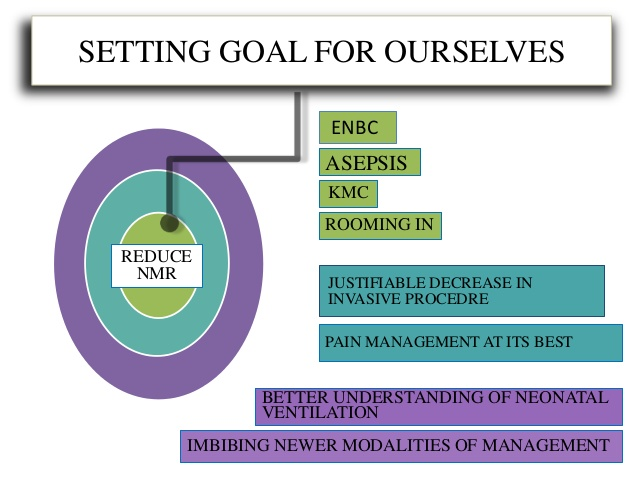 SETTING GOAL FOR OURSELVES
ENBC
ASEPSIS
KMC
ROOMING IN
REDUCE
NMR
JUSTIFIABLE DECREASE IN
INVASIVE PROCEDRE
PAIN MANAGEMENT AT ITS BEST
BETTER UNDERSTANDING OF NEONATAL
VENTILATION
IMBIBING NEWER MODALITIES OF MANAGEMENT